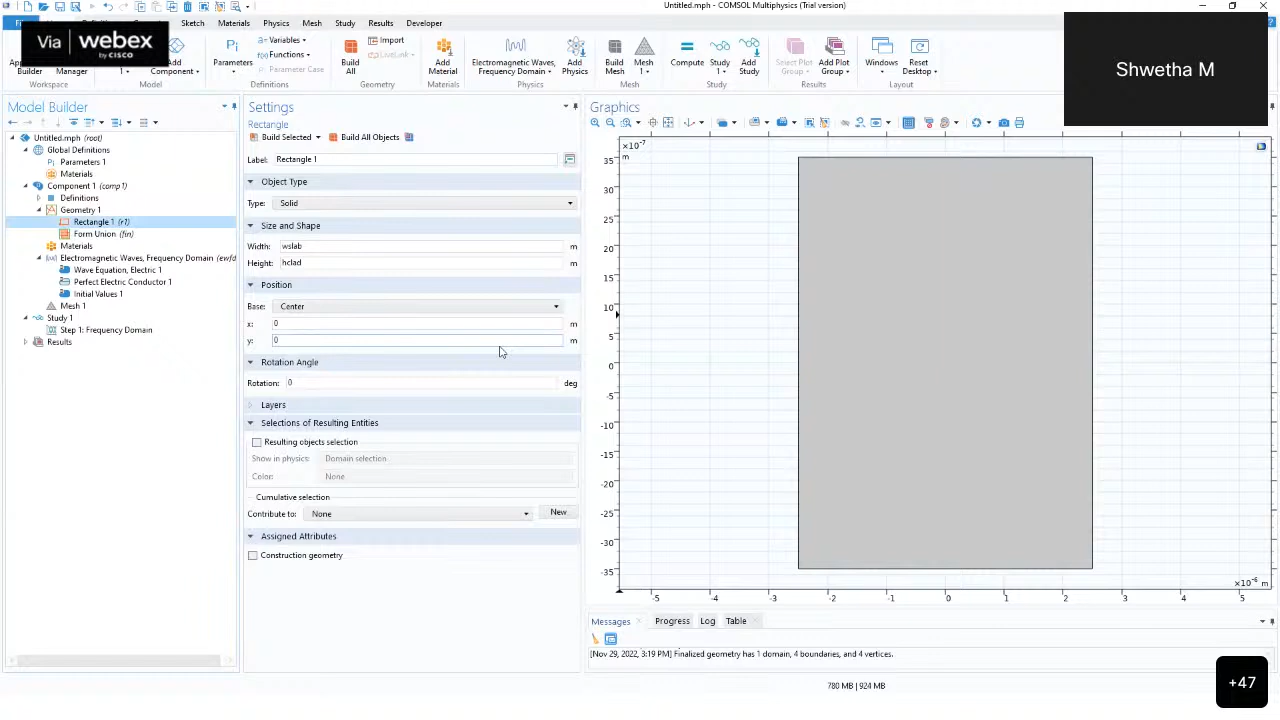 Untitled.mph - COMSOL Multiphysics (Trial version)
Sketch Materials Physics Mesh Study Results Developer
Via webex
by CISCO
Builder
Manager
Add
Component
Parameters
Variables
Functions
Parameter Case
Build
All
Import
LiveLink
Add
Material
Electromagnetic Waves,
Frequency Domain
Add
Physics
Build
Mesh
Mesh
1
Compute
Study
1
Add
Study
Select Plot
Group
Add Plot
Group
Windows
Reset
Desktop
Workspace
Model
Definitions
Geometry
Materials
Physics
Mesh
Study
Results
Layout
Shwetha M
Model Builder
Untitled.mph (root)
Global Definitions
Parameters 1
Materials
Component 1 (comp1)
Definitions
Geometry 1
Rectangle 1 (r1)
Form Union (fin)
Materials
Electromagnetic Waves, Frequency Domain (ewfd
Wave Equation, Electric 1
Perfect Electric Conductor 1
Initial Values 1
Mesh 1
Study 1
Step 1: Frequency Domain
Results
Settings
Rectangle
Build Selected
Build All Objects
Label: Rectangle 1
Object Type
Type: Solid
Size and Shape
Width: wslab m
Height: hclad m
Position
Base: Center
x: 0 m
y: 0 m
Rotation Angle
Rotation: 0 deg
Layers
Selections of Resulting Entities
Resulting objects selection
Show in physics: Domain selection
Color: None
Cumulative selection
Contribute to: None New
Assigned Attributes
Construction geometry
Graphics
×10⁻⁷
m
35
30
25
20
15
10
5
0
-5
-10
-15
-20
-25
-30
-35
×10⁻⁶ m
-5 -4 -3 -2 -1 0 1 2 3 4 5
Messages Progress Log Table
[Nov 29, 2022, 3:19 PM] Finalized geometry has 1 domain, 4 boundaries, and 4 vertices.
780 MB | 924 MB
+47